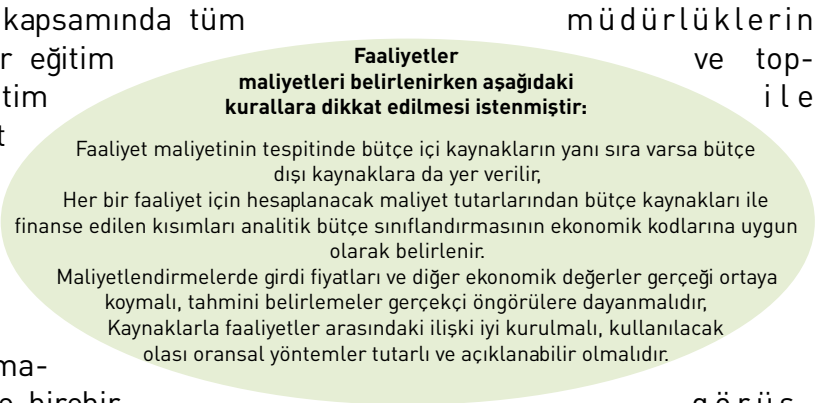 kapsamında tüm müdürlüklerin
eğitim ve top-
ile
Faaliyetler
maliyetleri belirlenirken aşağıdaki
kurallara dikkat edilmesi istenmiştir:
Faaliyet maliyetinin tespitinde bütçe içi kaynakların yanı sıra varsa bütçe
dışı kaynaklara da yer verilir,
Her bir faaliyet için hesaplanacak maliyet tutarlarından bütçe kaynakları ile
finanse edilen kısımları analitik bütçe sınıflandırmasının ekonomik kodlarına uygun
olarak belirlenir.
Maliyetlendirmelerde girdi fiyatları ve diğer ekonomik değerler gerçeği ortaya
koymalı, tahmini belirlemeler gerçekçi öngörülere dayanmalıdır,
Kaynaklarla faaliyetler arasındaki ilişki iyi kurulmalı, kullanılacak
olası oransal yöntemler tutarlı ve açıklanabilir olmalıdır.
birebir görüş-